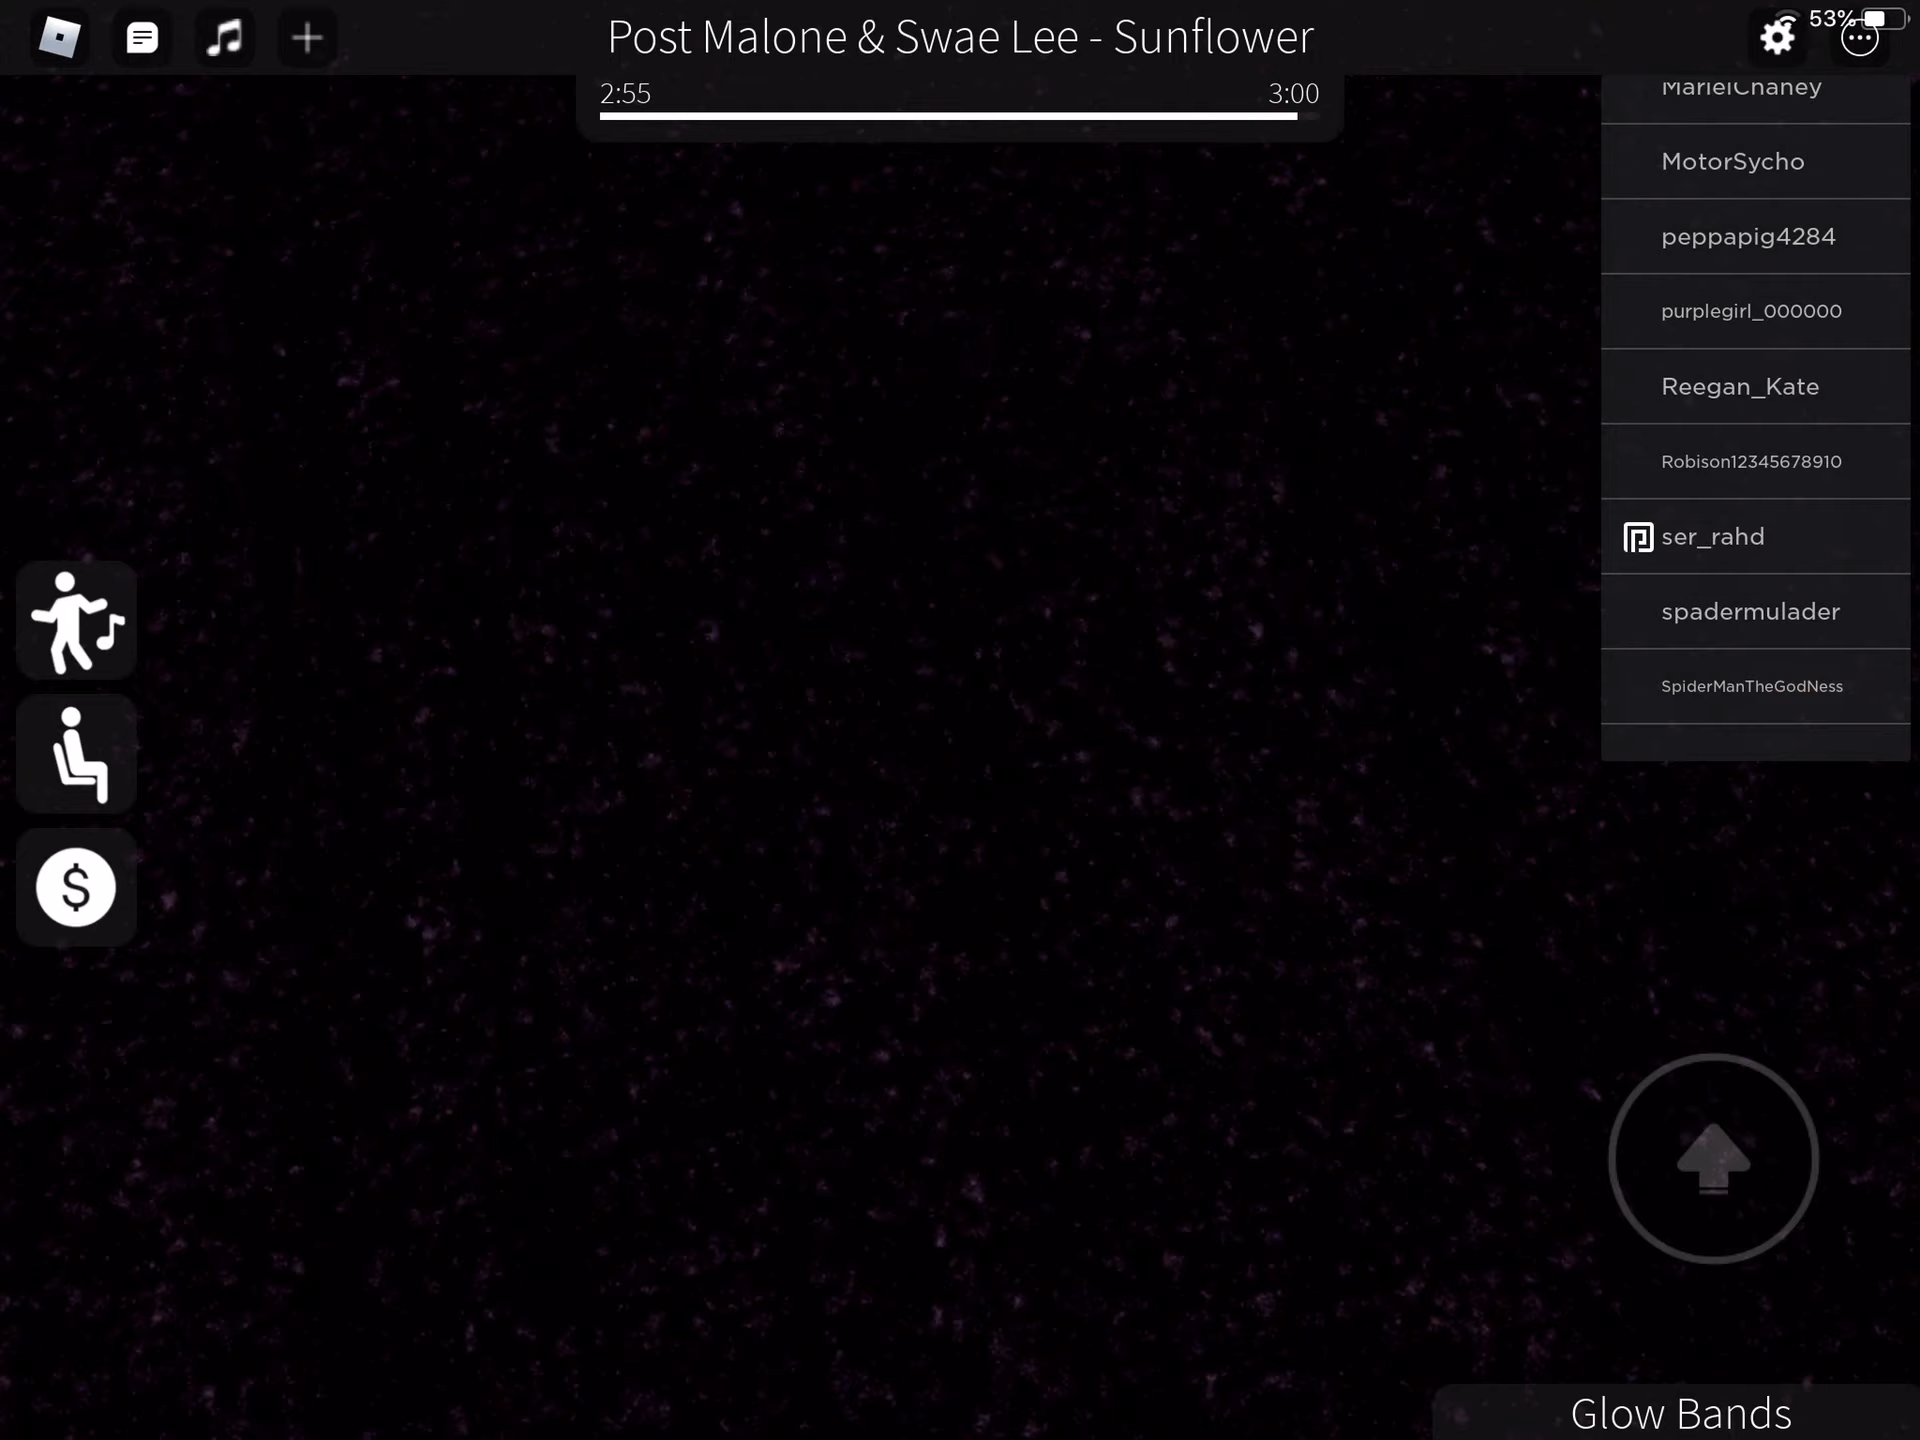 Post Malone & Swae Lee - Sunflower
53%
2:55
3:00
MarielChaney
MotorSycho
peppapig4284
purplegirl_000000
Reegan_Kate
Robison12345678910
ser_rahd
spadermulader
SpiderManTheGodNess
$
Glow Bands